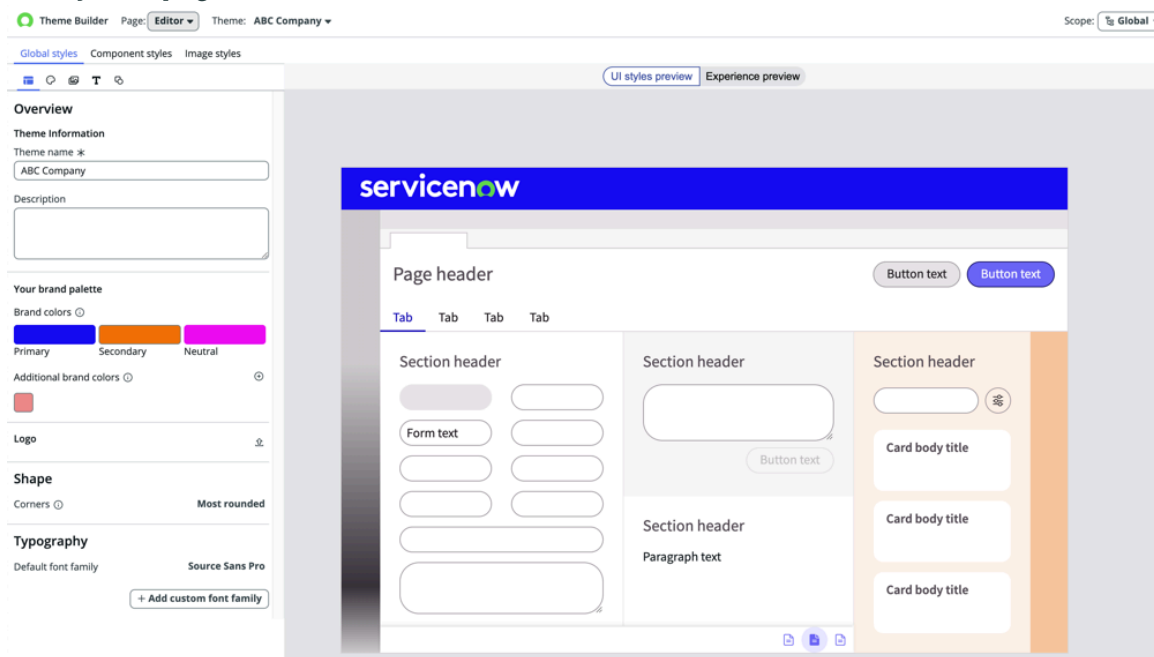 Theme Builder Page: Editor Theme: ABC Company Scope: Global
Global styles Component styles Image styles
UI styles preview Experience preview
Overview
Theme Information
Theme name *
ABC Company
Description
Your brand palette
Brand colors
Primary Secondary Neutral
Additional brand colors
Logo
Shape
Corners Most rounded
Typography
Default font family Source Sans Pro
+ Add custom font family
servicenow
Page header Button text Button text
Tab Tab Tab Tab
Section header
Form text
Section header
Button text
Section header
Paragraph text
Section header
Card body title
Card body title
Card body title